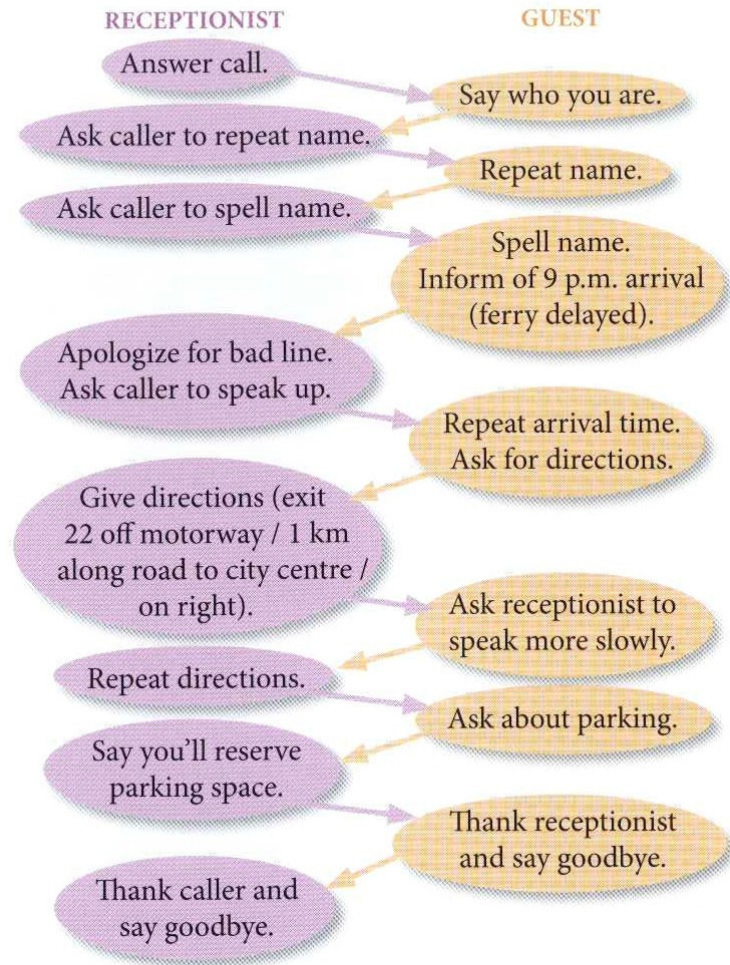 RECEPTIONIST
GUEST
Answer call.
Say who you are.
Ask caller to repeat name.
Repeat name.
Ask caller to spell name.
Spell name.
Inform of 9 p.m. arrival
(ferry delayed).
Apologize for bad line.
Ask caller to speak up.
Repeat arrival time.
Ask for directions.
Give directions (exit
22 off motorway / 1 km
along road to city centre /
on right).
Ask receptionist to
speak more slowly.
Repeat directions.
Ask about parking.
Say you'll reserve
parking space.
Thank receptionist
and say goodbye.
Thank caller and
say goodbye.